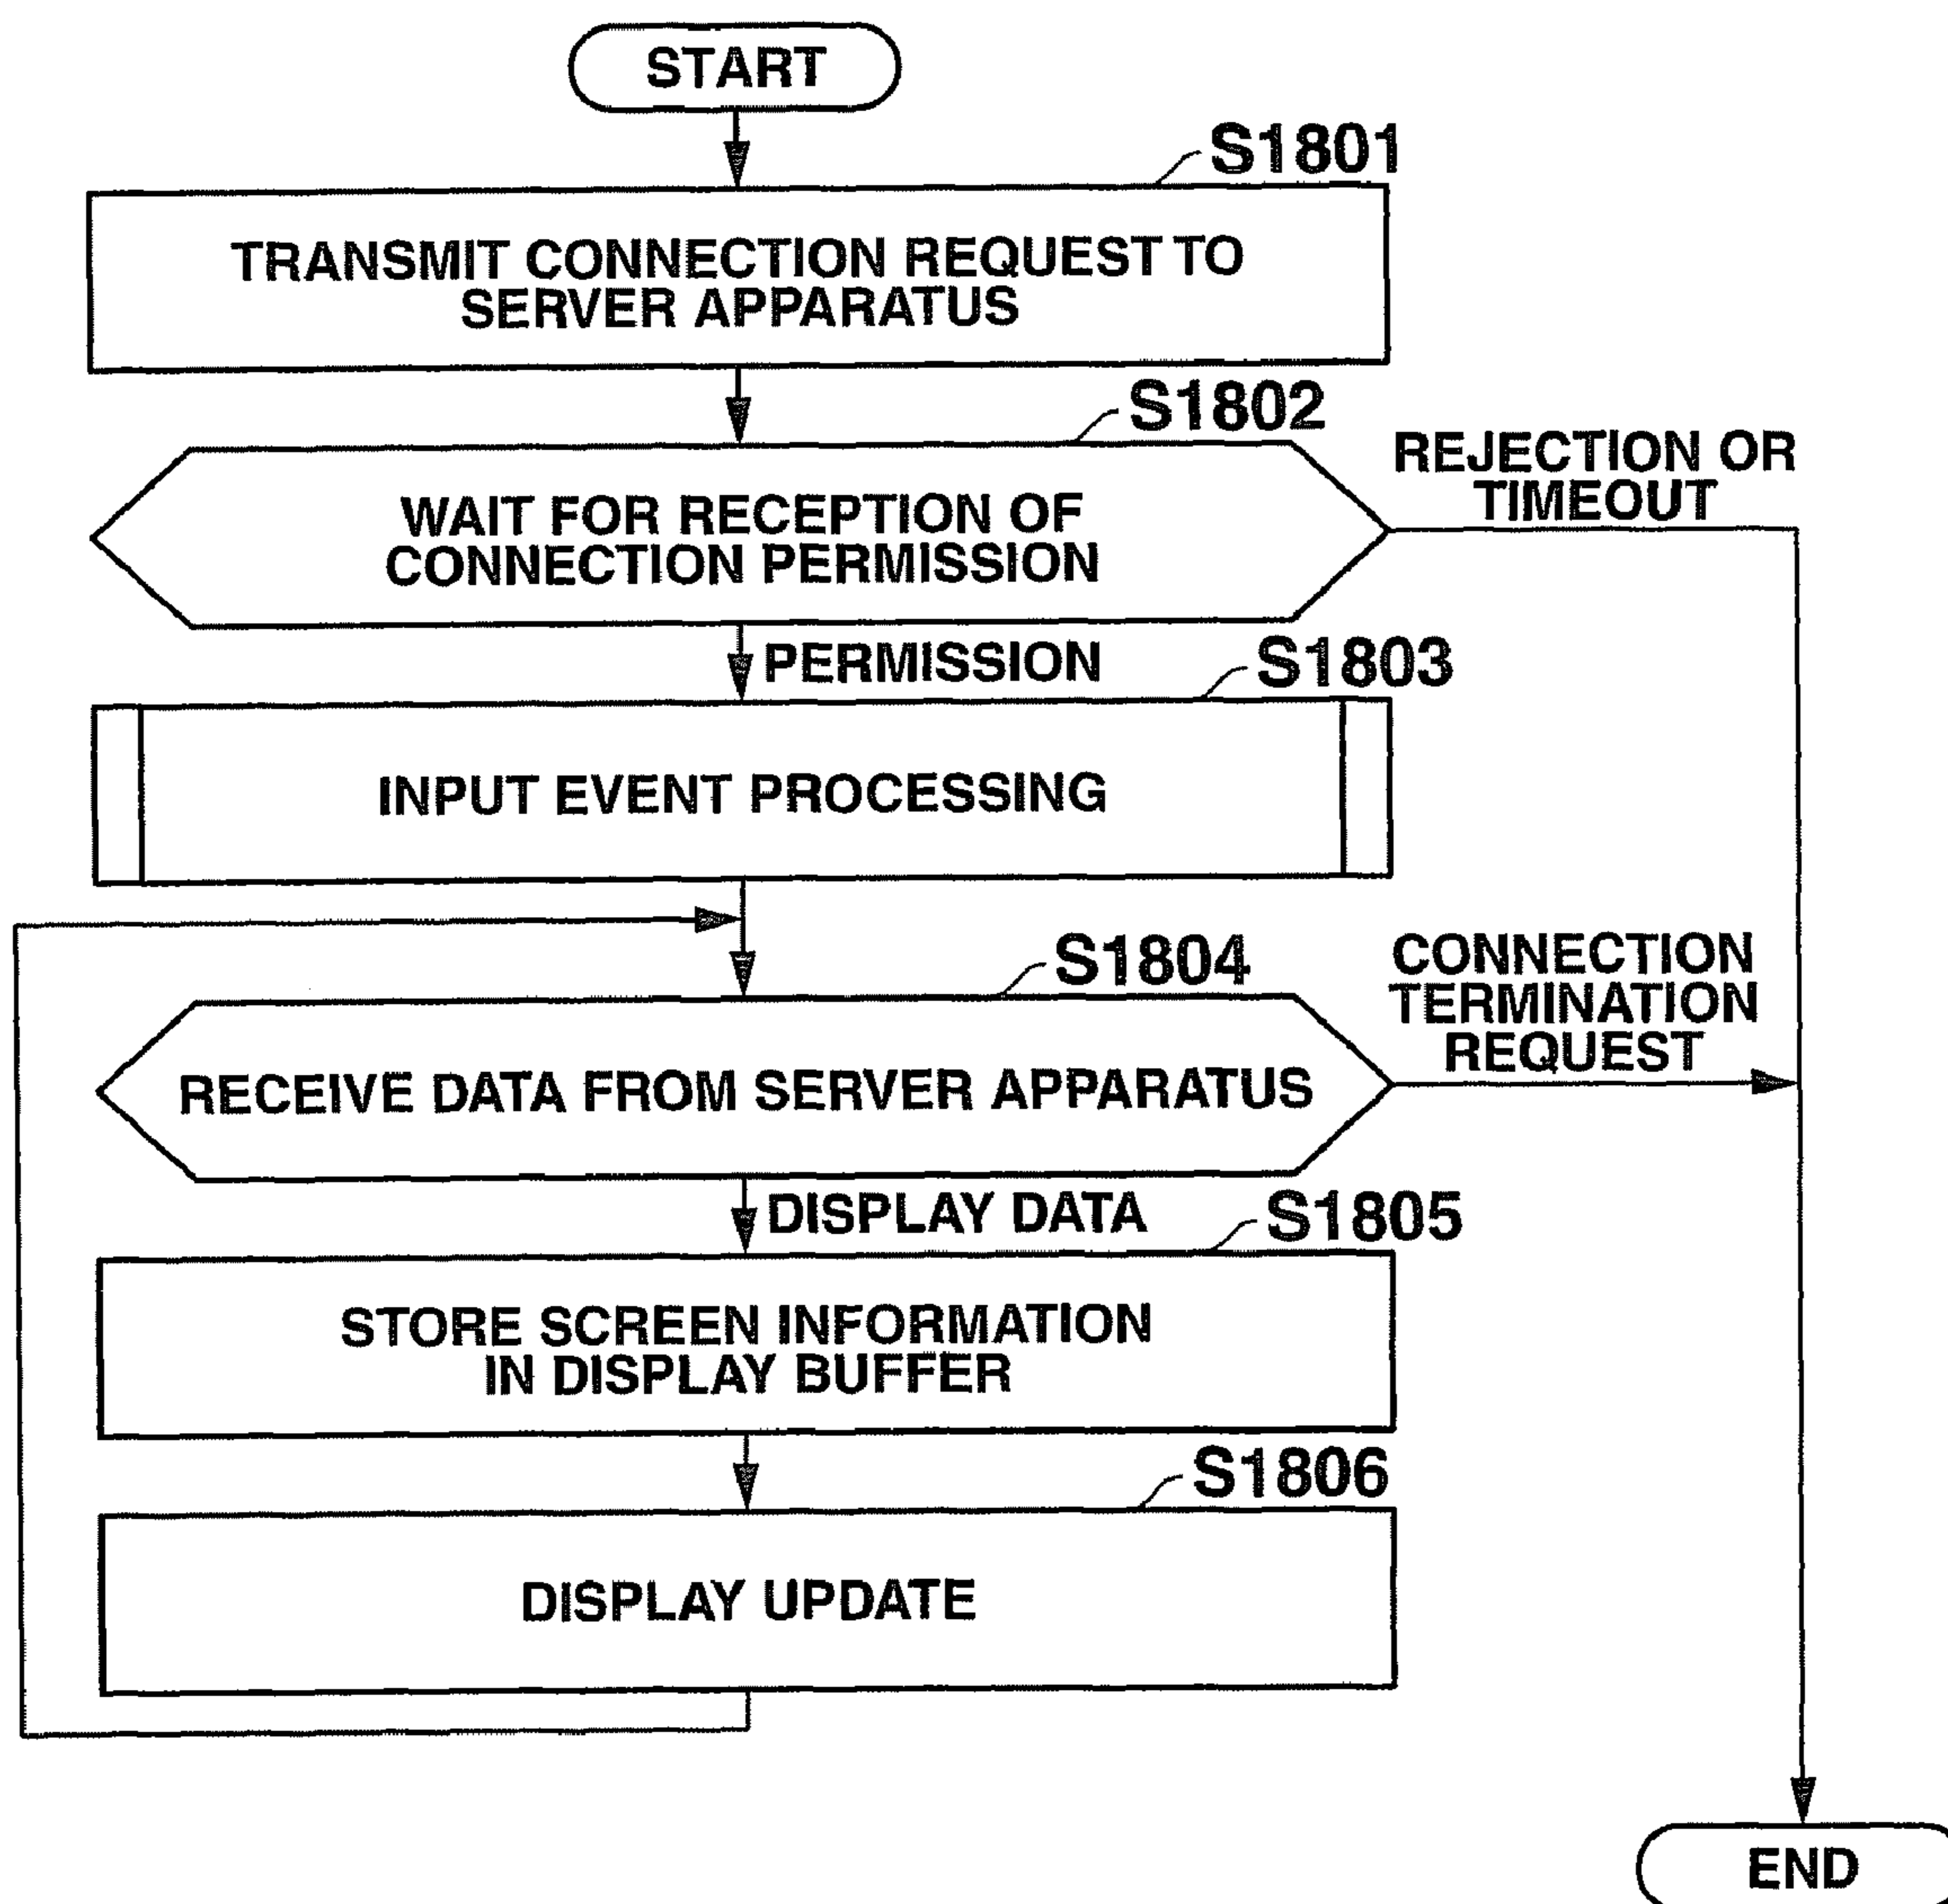 START
S1801
TRANSMIT CONNECTION REQUEST TO
SERVER APPARATUS
S1802
REJECTION OR
TIMEOUT
WAIT FOR RECEPTION OF
CONNECTION PERMISSION
PERMISSION
S1803
INPUT EVENT PROCESSING
S1804
CONNECTION
TERMINATION
REQUEST
RECEIVE DATA FROM SERVER APPARATUS
DISPLAY DATA
S1805
STORE SCREEN INFORMATION
IN DISPLAY BUFFER
S1806
DISPLAY UPDATE
END